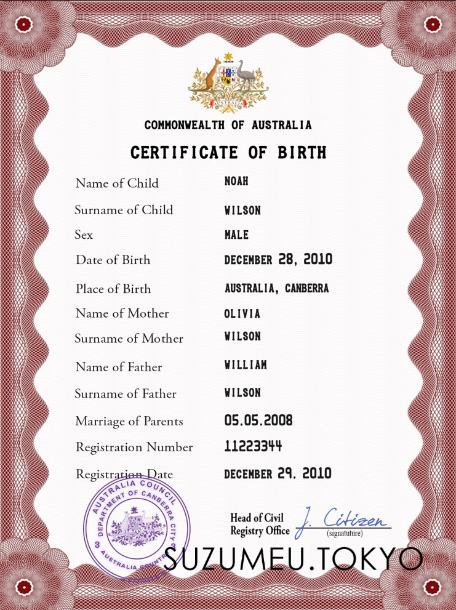 COMMONWEALTH OF AUSTRALIA
CERTIFICATE OF BIRTH
Name of Child NOAH
Surname of Child WILSON
Sex MALE
Date of Birth DECEMBER 28, 2010
Place of Birth AUSTRALIA, CANBERRA
Name of Mother OLIVIA
Surname of Mother WILSON
Name of Father WILLIAM
Surname of Father WILSON
Marriage of Parents 05.05.2008
Registration Number 11223344
Registration Date DECEMBER 29, 2010
AUSTRALIA COUNCIL
DEPARTMENT OF CANBERRA CITY
Head of Civil
Registry Office J. Citizen
(signatuture)
SUZUMEU.TOKYO